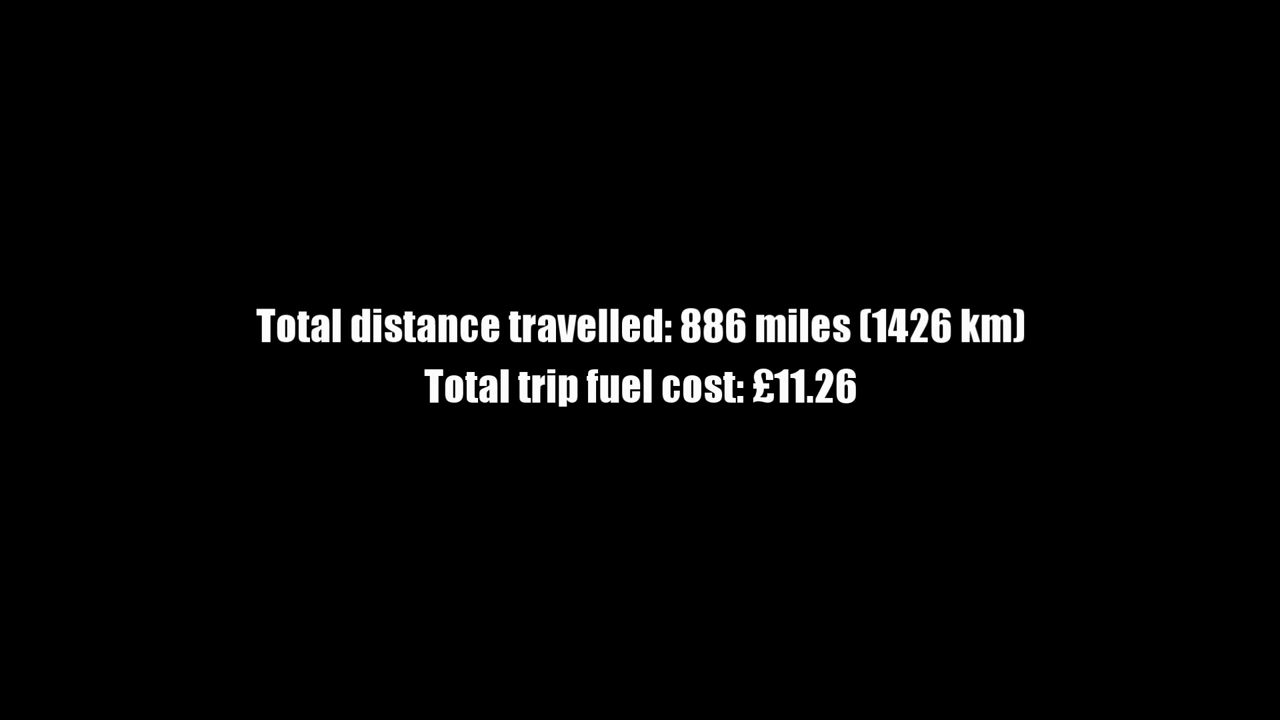 Total distance travelled: 886 miles (1426 km)
Total trip fuel cost: £11.26